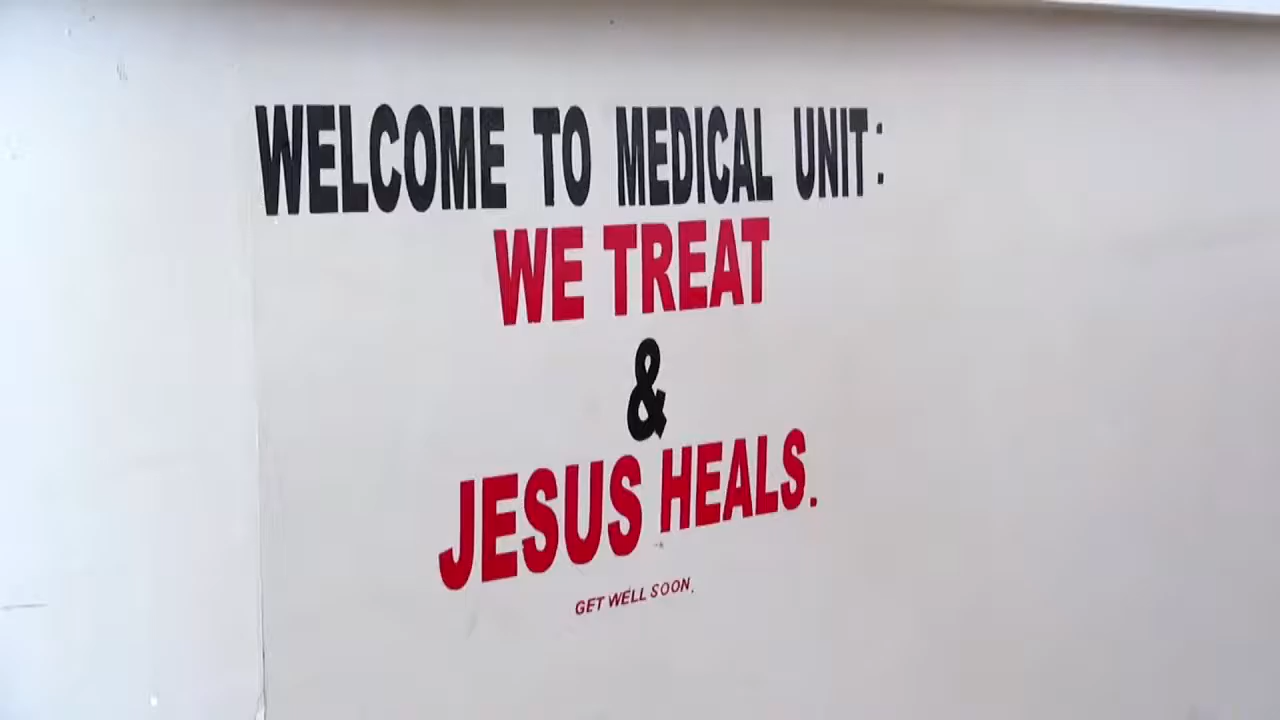 WELCOME TO MEDICAL UNIT:
WE TREAT
&
JESUS HEALS.
GET WELL SOON.